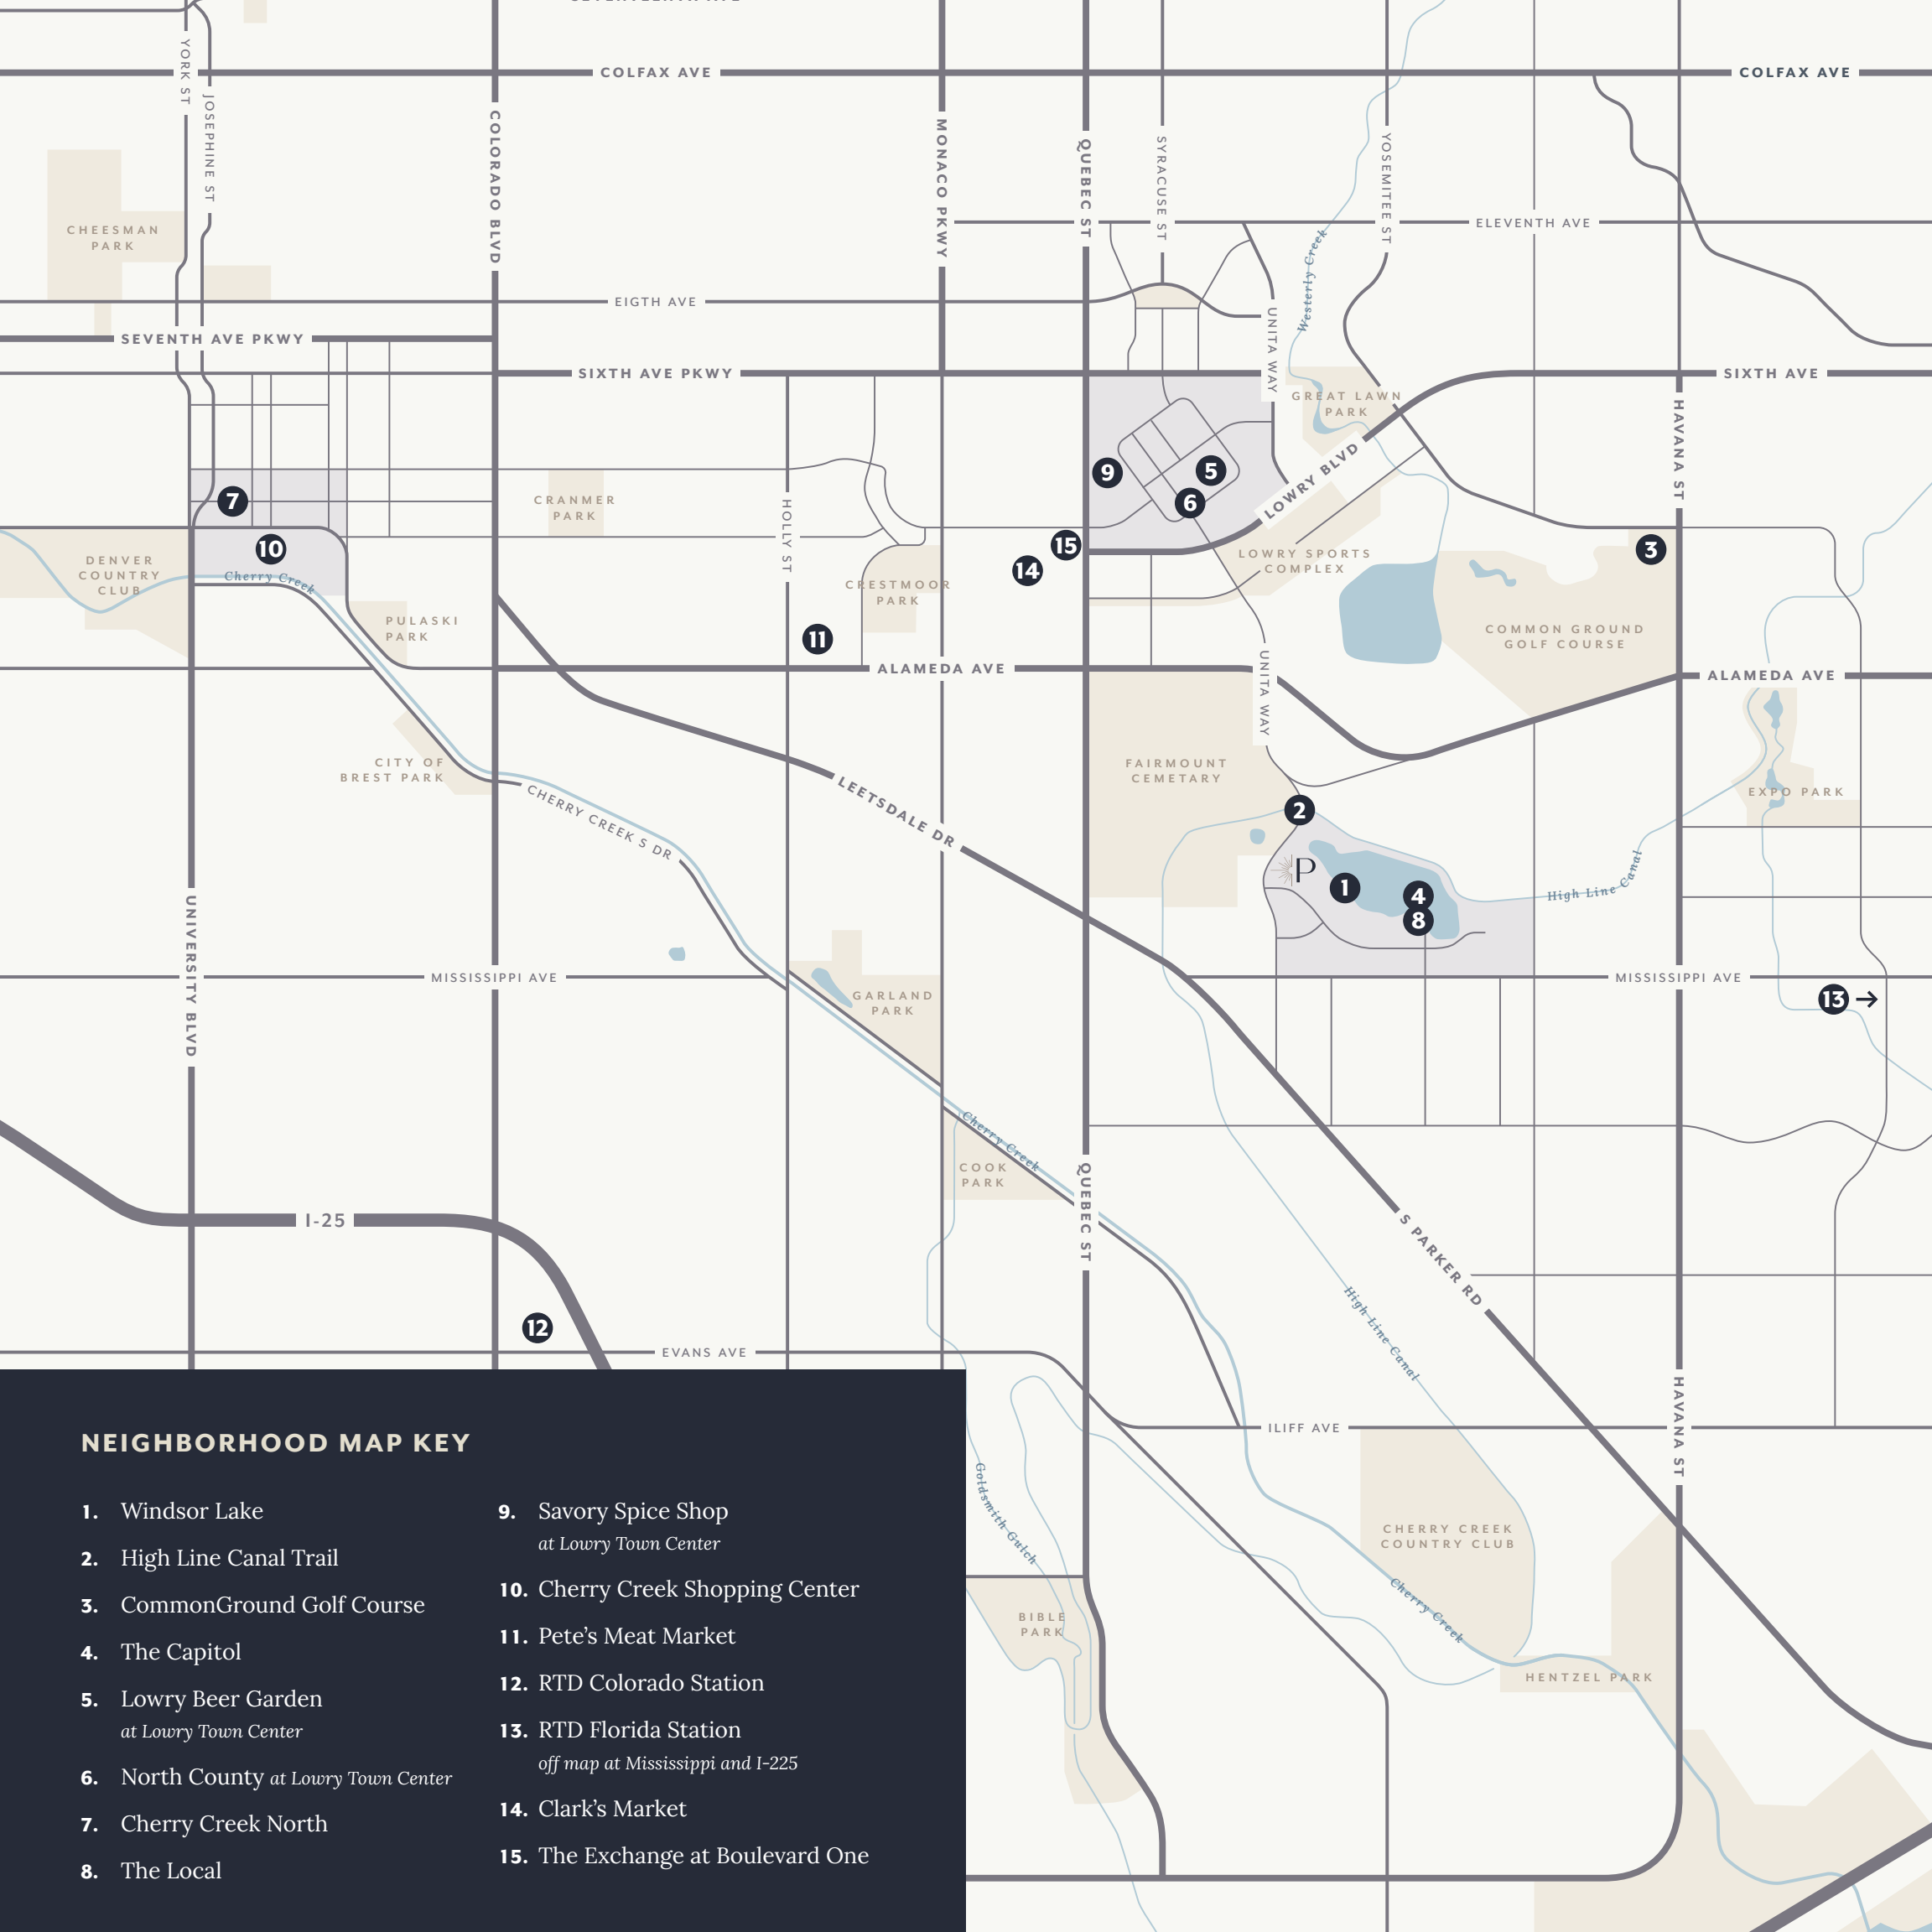 YORK ST
JOSEPHINE ST
COLFAX AVE
COLFAX AVE
COLORADO BLVD
MONACO PKWY
QUEBEC ST
SYRACUSE ST
YOSEMITEE ST
CHEESMAN
PARK
ELEVENTH AVE
Westerly Creek
EIGTH AVE
SEVENTH AVE PKWY
UNITA WAY
SIXTH AVE PKWY
SIXTH AVE
GREAT LAWN
PARK
HAVANA ST
LOWRY BLVD
9
5
6
7
CRANMER
PARK
HOLLY ST
10
15
14
3
LOWRY SPORTS
COMPLEX
DENVER
COUNTRY
CLUB
Cherry Creek
CRESTMOOR
PARK
PULASKI
PARK
11
COMMON GROUND
GOLF COURSE
ALAMEDA AVE
ALAMEDA AVE
UNITA WAY
CITY OF
BREST PARK
FAIRMOUNT
CEMETARY
EXPO PARK
CHERRY CREEK S DR
LEETSDALE DR
2
P
1
4
8
High Line Canal
UNIVERSITY BLVD
MISSISSIPPI AVE
MISSISSIPPI AVE
GARLAND
PARK
13
Cherry Creek
COOK
PARK
QUEBEC ST
I-25
S PARKER RD
High Line Canal
12
EVANS AVE
ILIFF AVE
HAVANA ST
Goldsmith Gulch
CHERRY CREEK
COUNTRY CLUB
Cherry Creek
BIBLE
PARK
HENTZEL PARK
NEIGHBORHOOD MAP KEY
1. Windsor Lake
2. High Line Canal Trail
3. CommonGround Golf Course
4. The Capitol
5. Lowry Beer Garden
at Lowry Town Center
6. North County at Lowry Town Center
7. Cherry Creek North
8. The Local
9. Savory Spice Shop
at Lowry Town Center
10. Cherry Creek Shopping Center
11. Pete's Meat Market
12. RTD Colorado Station
13. RTD Florida Station
off map at Mississippi and I-225
14. Clark's Market
15. The Exchange at Boulevard One